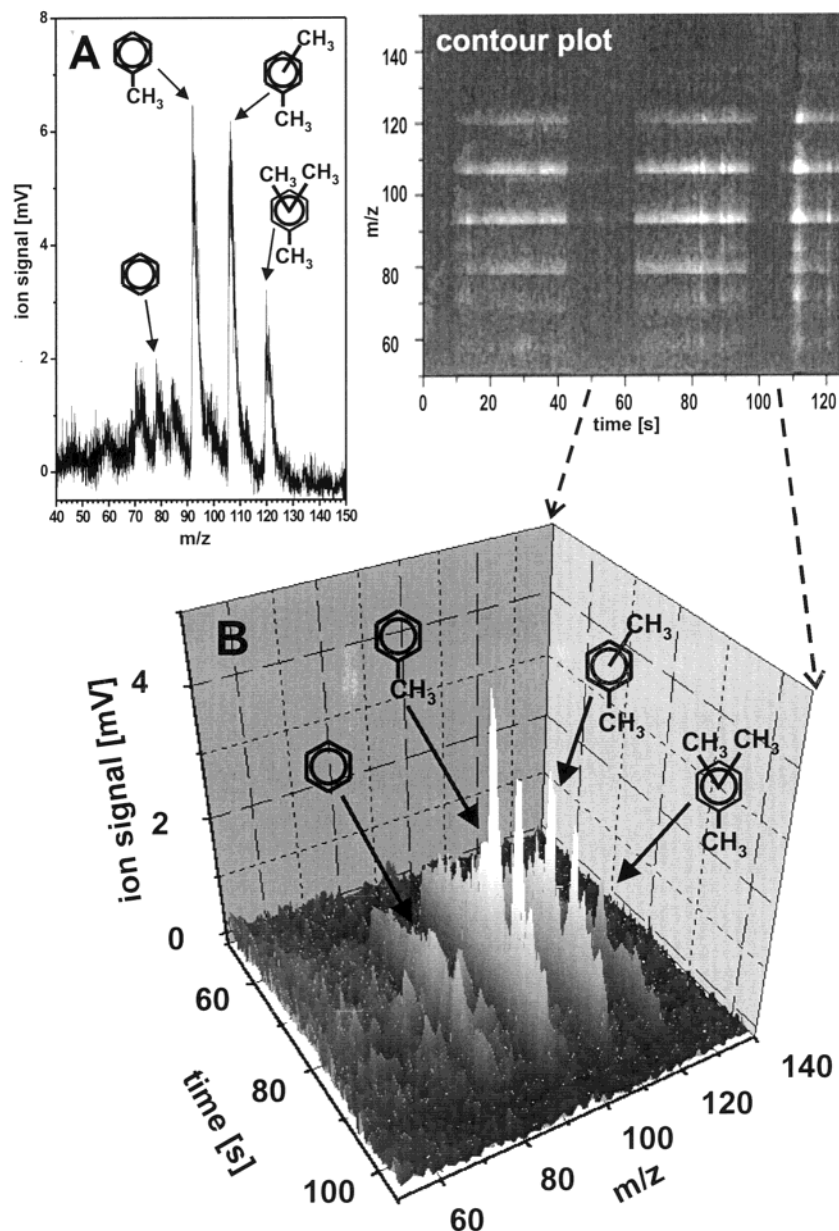 A
8
6
4
2
0
ion signal [mV]
CH₃
CH₃
CH₃
CH₃ CH₃
CH₃
40 50 60 70 80 90 100 110 120 130 140 150
m/z
contour plot
140
120
100
80
60
m/z
0 20 40 60 80 100 120
time [s]
B
4
2
0
ion signal [mV]
CH₃
CH₃
CH₃
CH₃ CH₃
CH₃
60
80
100
time [s]
60
80
100
120
140
m/z